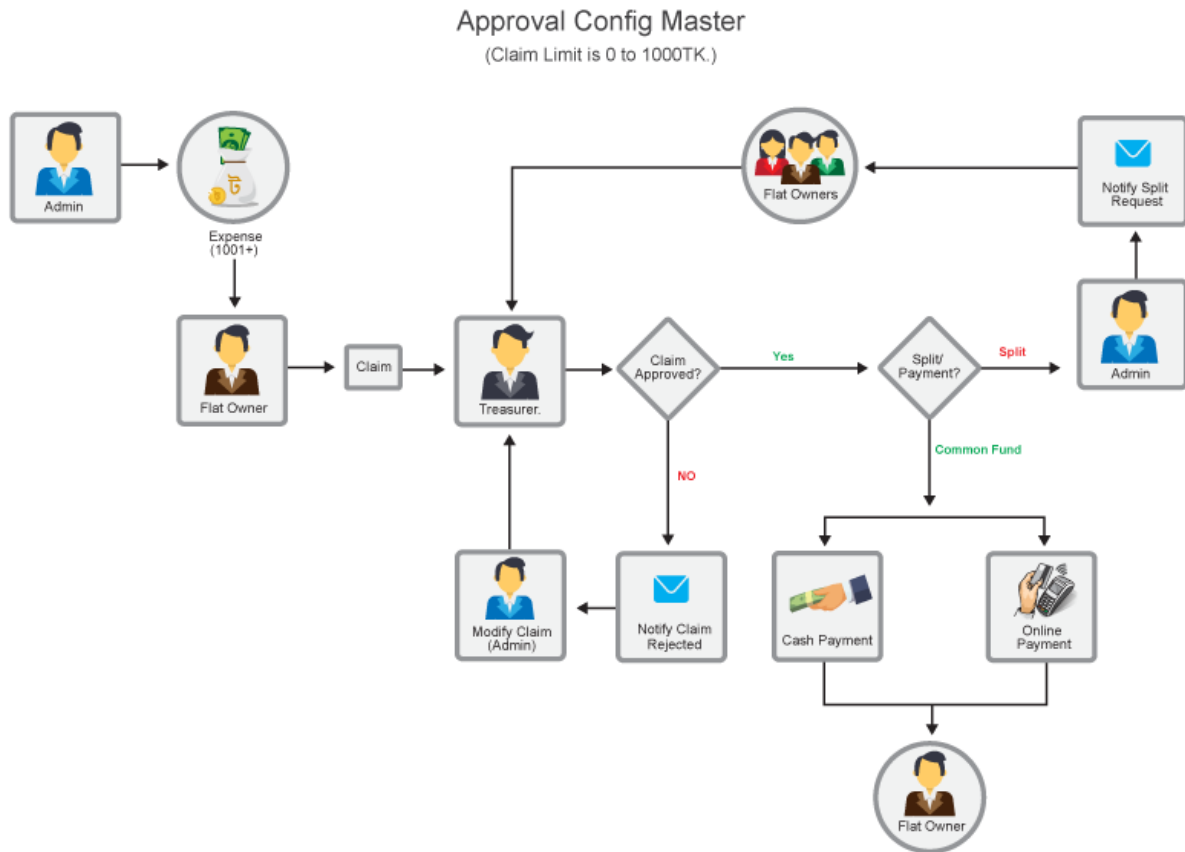 Approval Config Master
(Claim Limit is 0 to 1000TK.)
Admin
৳
Expense
(1001+)
Flat Owners
Notify Split
Request
Flat Owner
Claim
Treasurer.
Claim
Approved?
Yes
Split/
Payment?
Split
Admin
NO
Common Fund
Modify Claim
(Admin)
Notify Claim
Rejected
Cash Payment
Online
Payment
Flat Owner